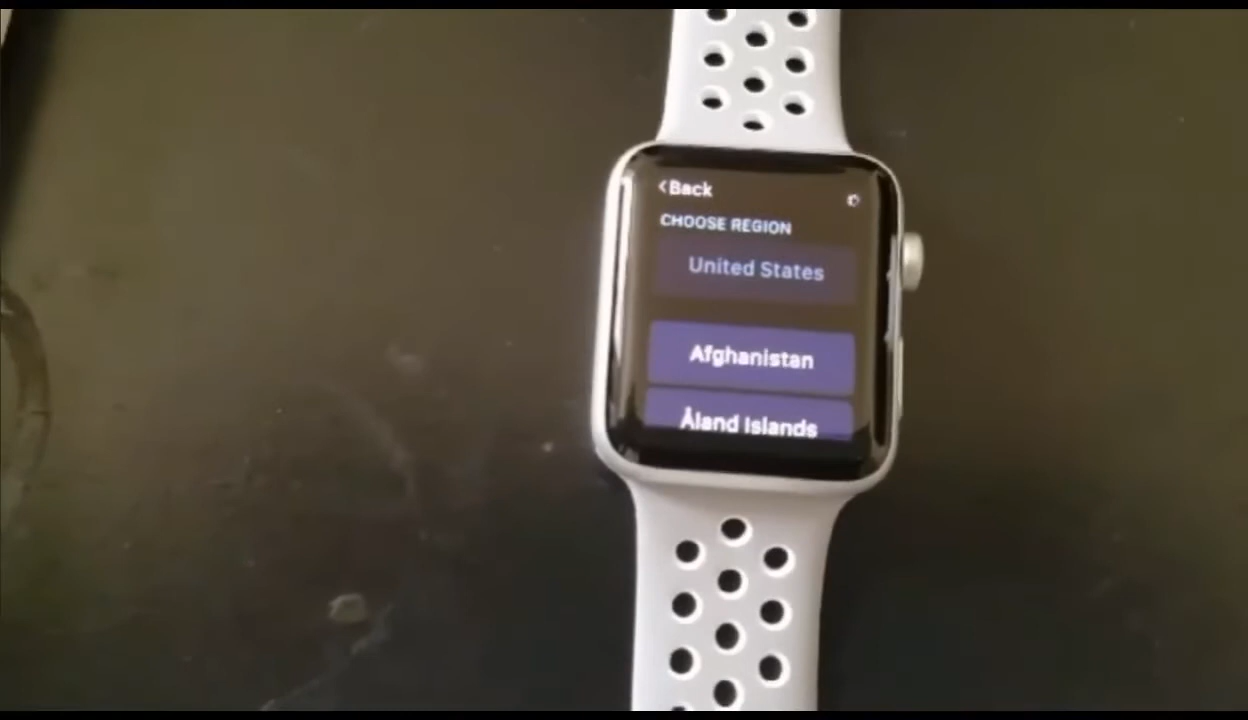 <Back
CHOOSE REGION
United States
Afghanistan
Åland Islands